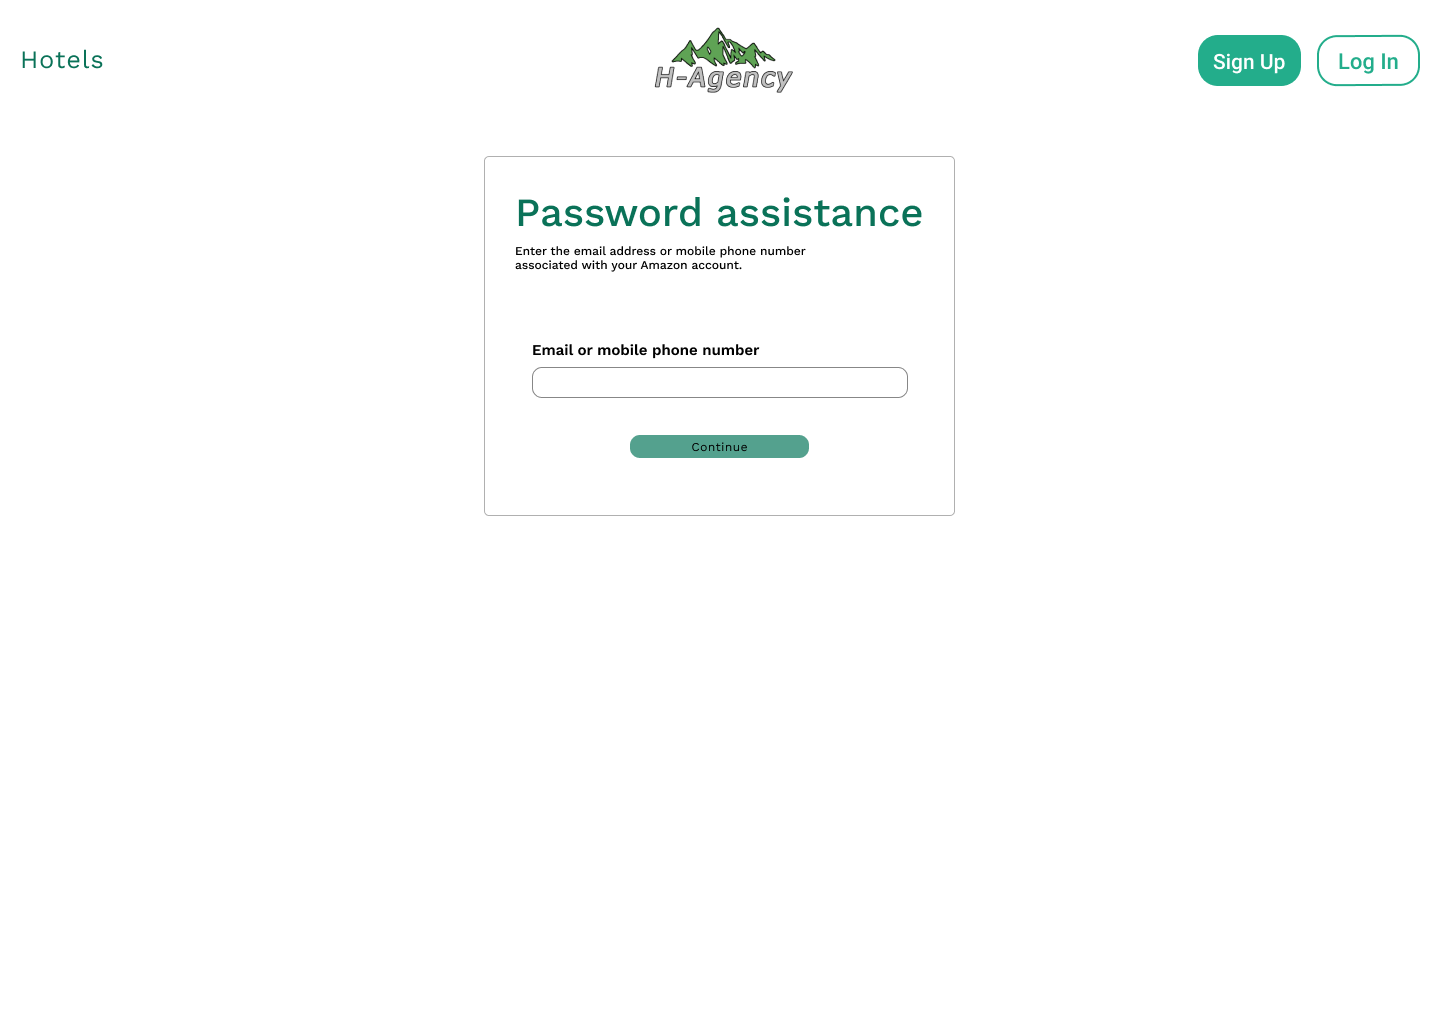 Hotels
H-Agency
Sign Up
Log In
Password assistance
Enter the email address or mobile phone number
associated with your Amazon account.
Email or mobile phone number
Continue